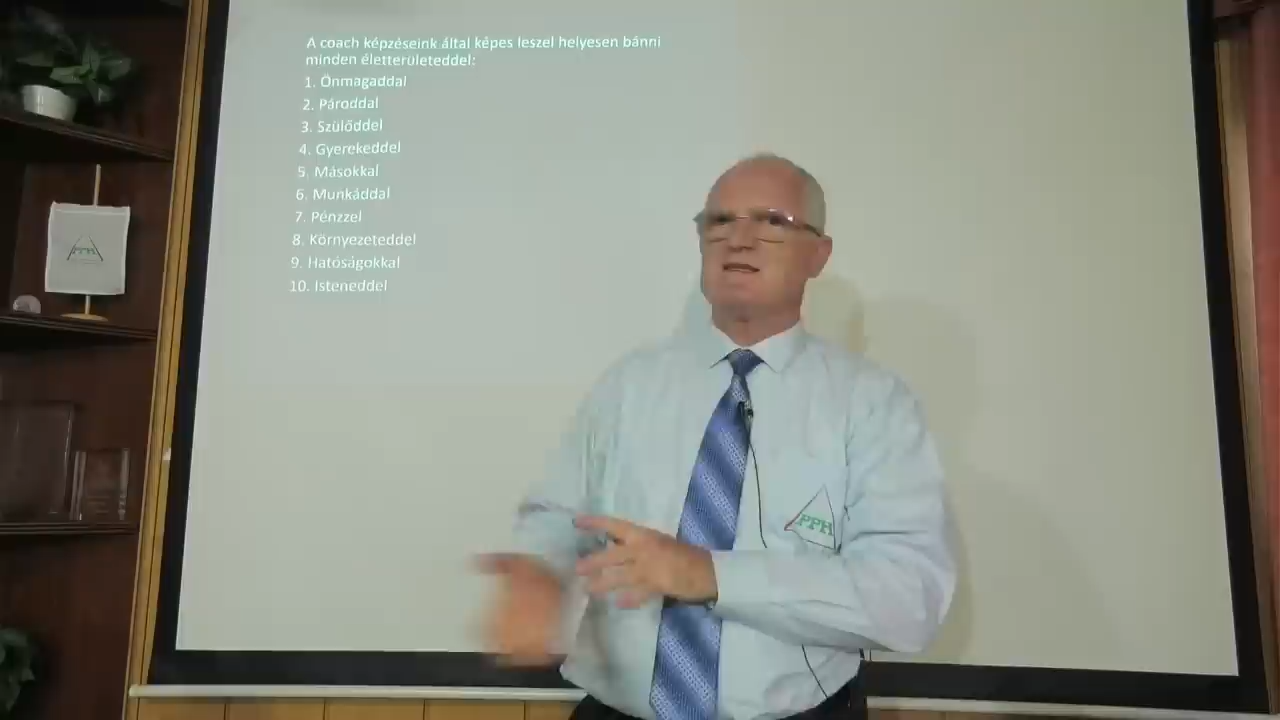 A coach képzéseink által képes leszel helyesen bánni
minden életterületeddel:
1. Önmagaddal
2. Pároddal
3. Szülőddel
4. Gyerekeddel
5. Másokkal
6. Munkáddal
7. Pénzzel
8. Környezeteddel
9. Hatóságokkal
10. Isteneddel
PPH
PPH